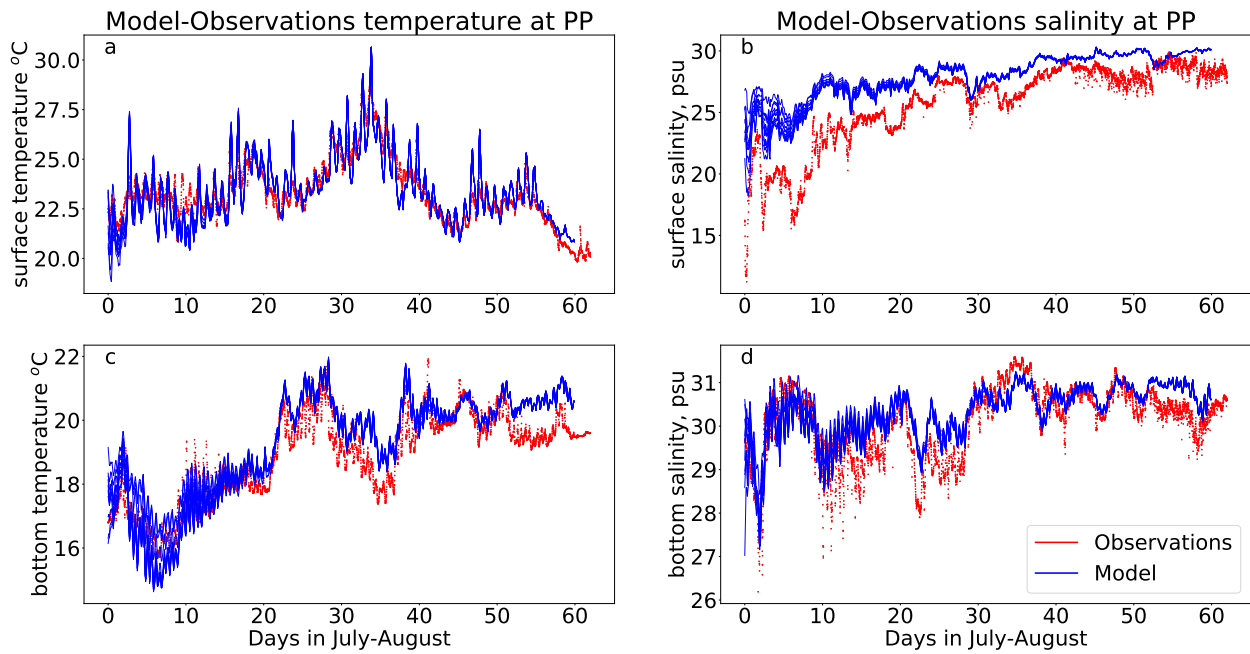 Model-Observations temperature at PP
Model-Observations salinity at PP
a
surface temperature °C
30.0
27.5
25.0
22.5
20.0
0 10 20 30 40 50 60
b
surface salinity, psu
30
25
20
15
0 10 20 30 40 50 60
c
bottom temperature °C
22
20
18
16
0 10 20 30 40 50 60
Days in July-August
d
bottom salinity, psu
31
30
29
28
27
26
Observations
Model
0 10 20 30 40 50 60
Days in July-August